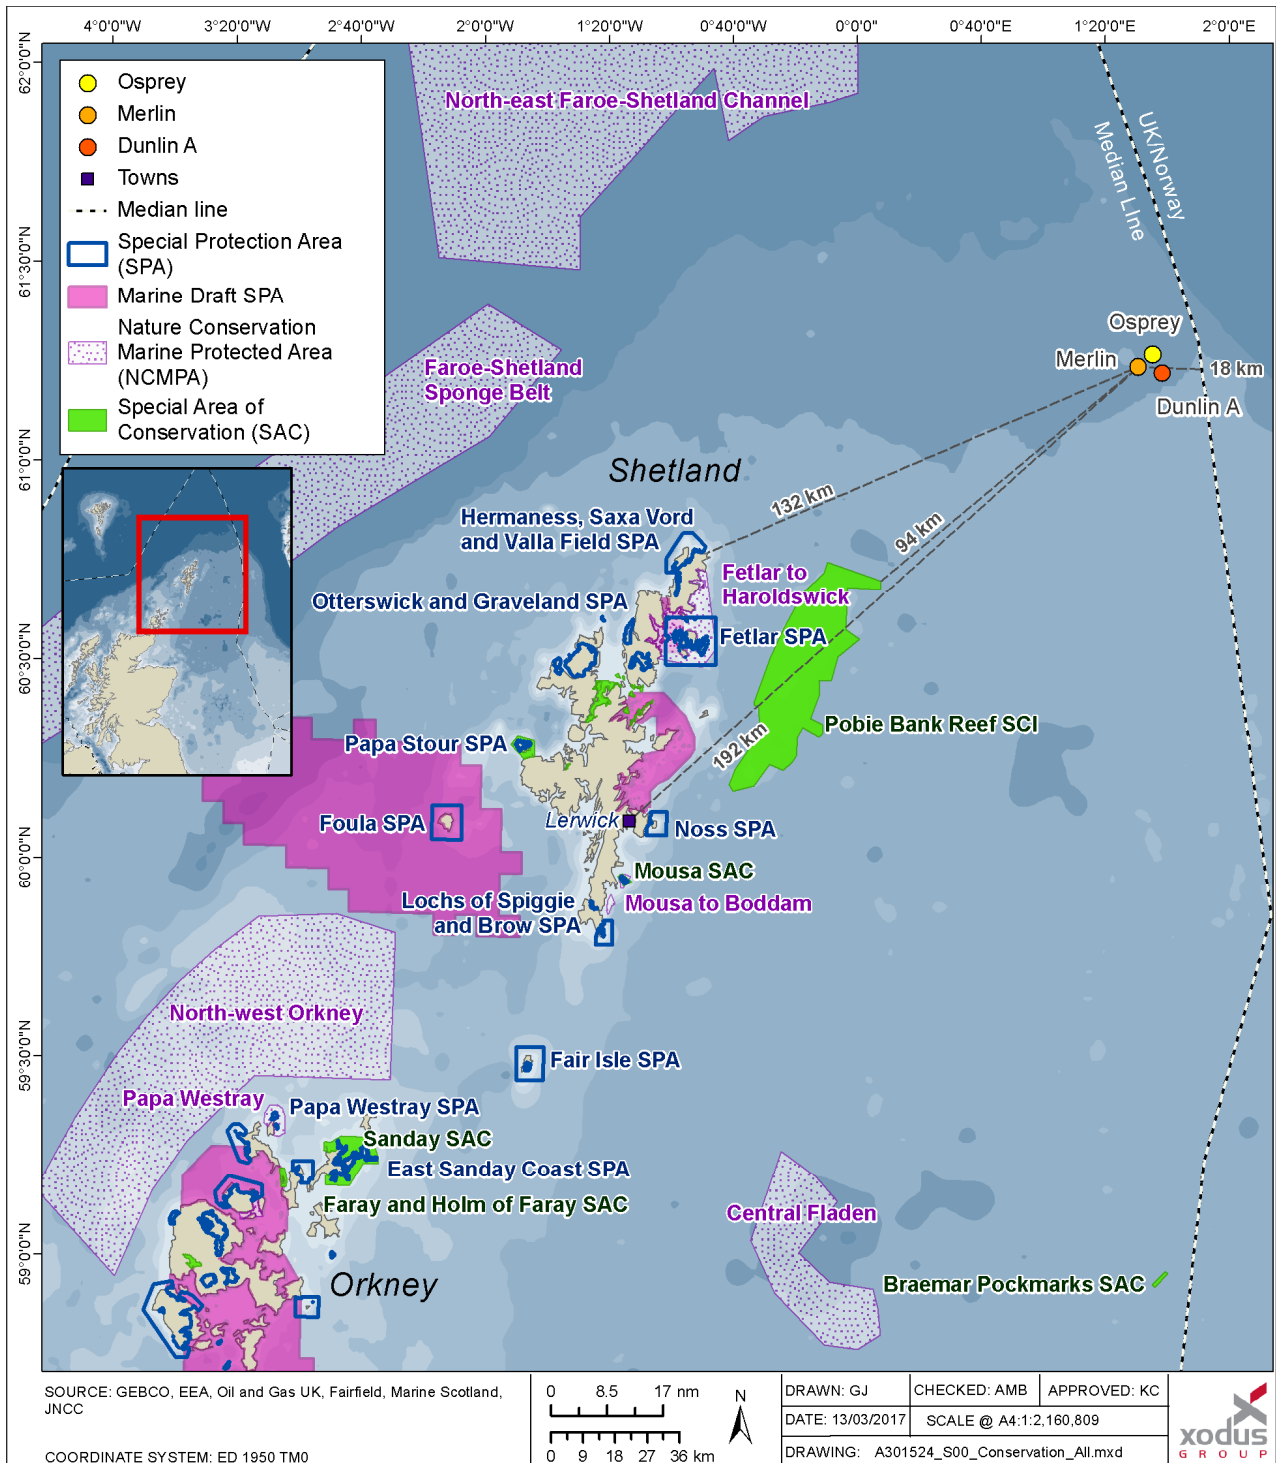 4°0'0"W 3°20'0"W 2°40'0"W 2°0'0"W 1°20'0"W 0°40'0"W 0°0'0"W 0°40'0"E 1°20'0"E 2°0'0"E
62°0'0"N
61°30'0"N
61°0'0"N
60°30'0"N
60°0'0"N
59°30'0"N
59°0'0"N
Osprey
Merlin
Dunlin A
Towns
Median line
Special Protection Area
(SPA)
Marine Draft SPA
Nature Conservation
Marine Protected Area
(NCMPA)
Special Area of
Conservation (SAC)
North-east Faroe-Shetland Channel
UK/Norway
Median LIne
Osprey
Merlin
18 km
Dunlin A
Faroe-Shetland
Sponge Belt
Shetland
132 km
94 km
Hermaness, Saxa Vord
and Valla Field SPA
Fetlar to
Haroldswick
Otterswick and Graveland SPA
Fetlar SPA
Pobie Bank Reef SCI
Papa Stour SPA
192 km
Foula SPA
Lerwick
Noss SPA
Mousa SAC
Lochs of Spiggie
and Brow SPA
Mousa to Boddam
North-west Orkney
Fair Isle SPA
Papa Westray
Papa Westray SPA
Sanday SAC
East Sanday Coast SPA
Faray and Holm of Faray SAC
Central Fladen
Orkney
Braemar Pockmarks SAC
SOURCE: GEBCO, EEA, Oil and Gas UK, Fairfield, Marine Scotland,
JNCC
COORDINATE SYSTEM: ED 1950 TM0
0 8.5 17 nm
0 9 18 27 36 km
N
DRAWN: GJ
CHECKED: AMB
APPROVED: KC
DATE: 13/03/2017
SCALE @ A4:1:2,160,809
DRAWING: A301524_S00_Conservation_All.mxd
xodus
GROUP